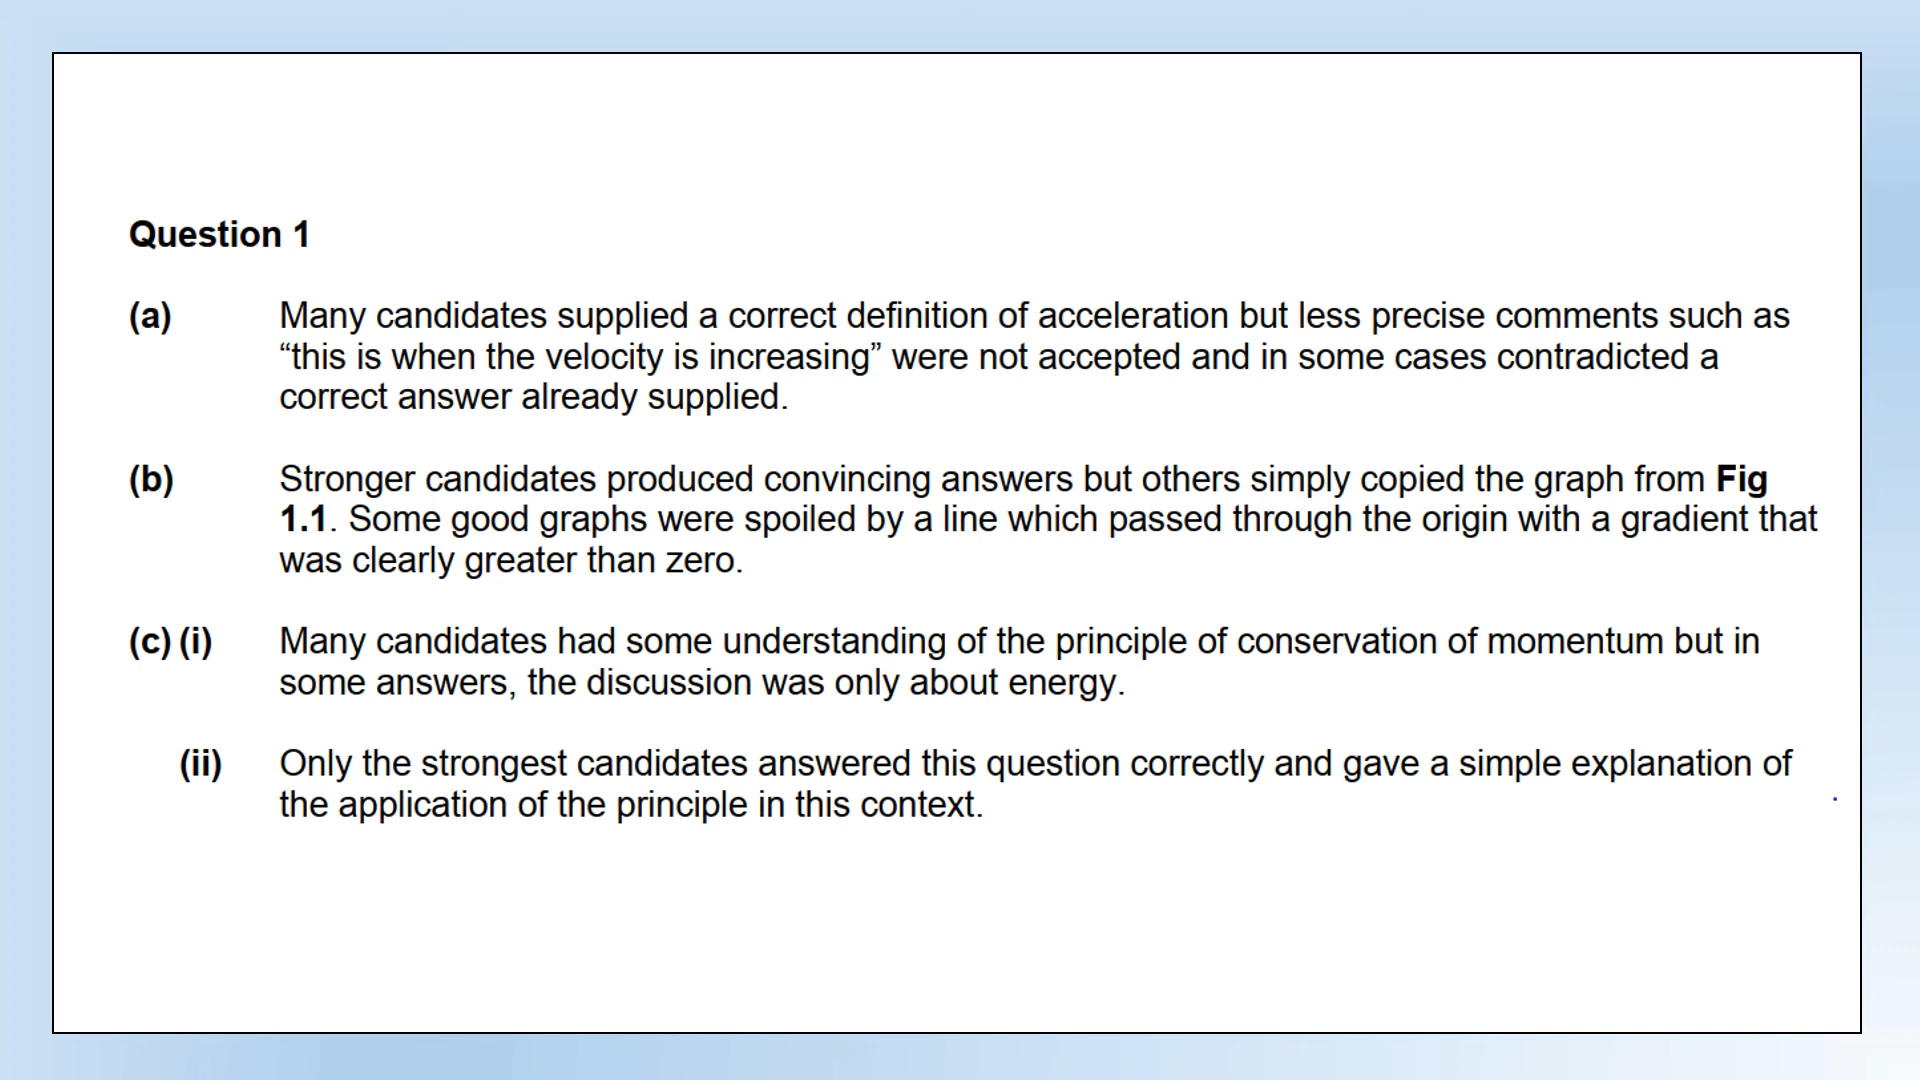 Question 1
(a) Many candidates supplied a correct definition of acceleration but less precise comments such as
“this is when the velocity is increasing” were not accepted and in some cases contradicted a
correct answer already supplied.
(b) Stronger candidates produced convincing answers but others simply copied the graph from Fig
1.1. Some good graphs were spoiled by a line which passed through the origin with a gradient that
was clearly greater than zero.
(c) (i) Many candidates had some understanding of the principle of conservation of momentum but in
some answers, the discussion was only about energy.
(ii) Only the strongest candidates answered this question correctly and gave a simple explanation of
the application of the principle in this context.